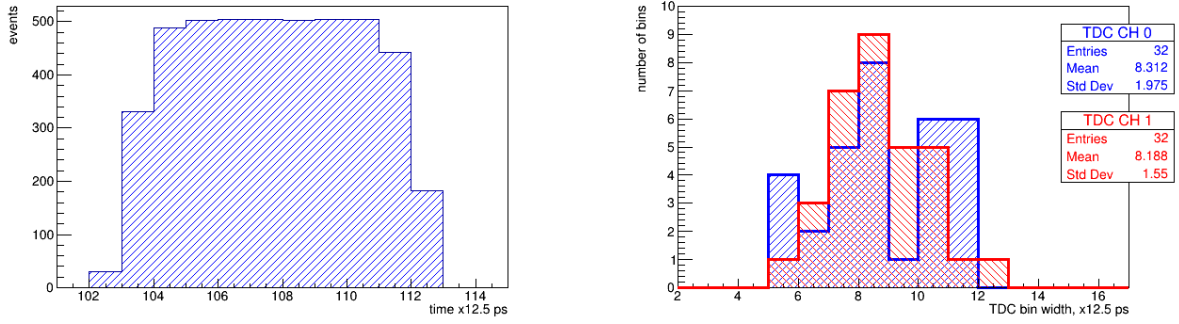 events
500
400
300
200
100
0
102 104 106 108 110 112 114
time x12.5 ps
number of bins
10
9
8
7
6
5
4
3
2
1
0
2 4 6 8 10 12 14 16
TDC bin width, x12.5 ps
TDC CH 0
Entries 32
Mean 8.312
Std Dev 1.975
TDC CH 1
Entries 32
Mean 8.188
Std Dev 1.55